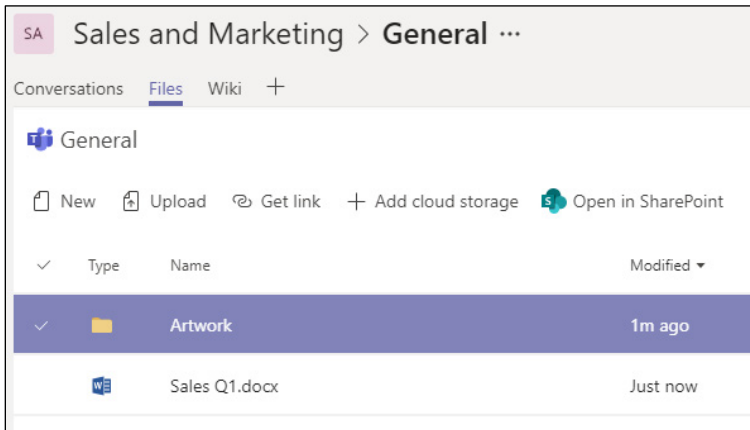 SA Sales and Marketing > General ...
Conversations Files Wiki +
General
New Upload Get link + Add cloud storage Open in SharePoint
Type Name Modified
Artwork 1m ago
Sales Q1.docx Just now